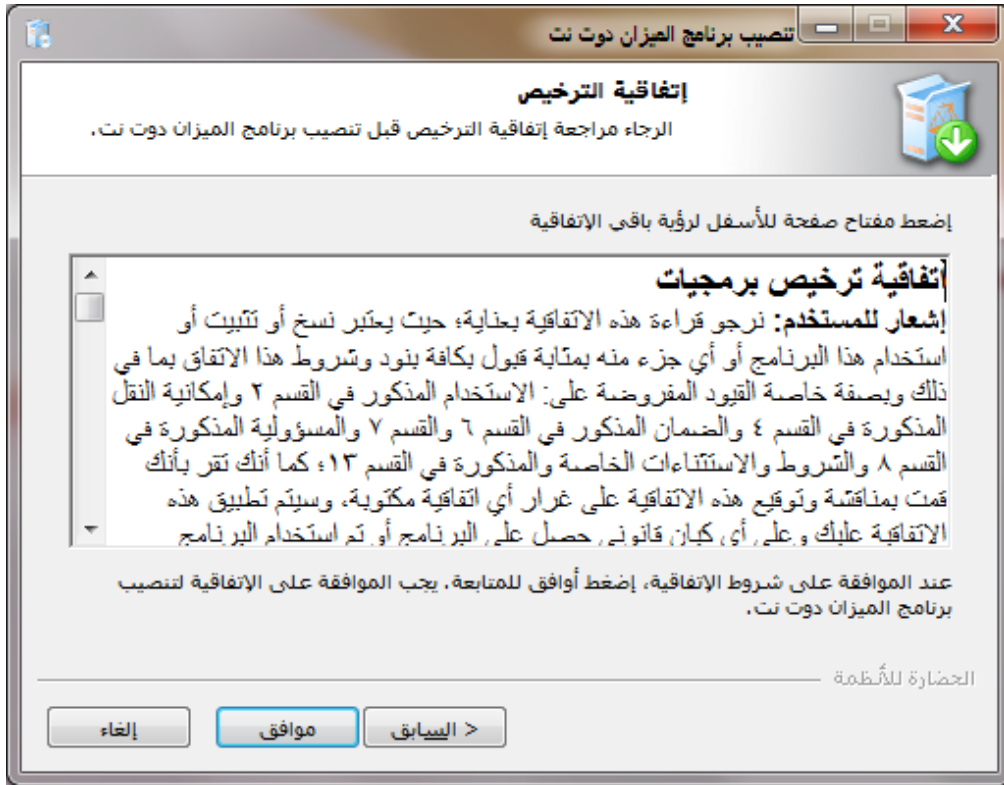 تنصيب برنامج الميزان دوت نت
إتفاقية الترخيص
الرجاء مراجعة إتفاقية الترخيص قبل تنصيب برنامج الميزان دوت نت.
إضعط مفتاح صفحة للأسفل لرؤية باقي الإتفاقية
اتفاقية ترخيص برمجيات
إشعار للمستخدم: نرجو قراءة هذه الاتفاقية بعناية؛ حيث يعتبر نسخ أو تثبيت أو
استخدام هذا البرنامج أو أي جزء منه بمثابة قبول بكافة بنود وشروط هذا الاتفاق بما في
ذلك وبصفة خاصة القيود المفروضة على: الاستخدام المذكور في القسم ٢ وإمكانية النقل
المذكورة في القسم ٤ والضمان المذكور في القسم ٦ والقسم ٧ والمسؤولية المذكورة في
القسم ٨ والشروط والاستثناءات الخاصة والمذكورة في القسم ١٣؛ كما أنك تقر بأنك
قمت بمناقشة وتوقيع هذه الاتفاقية على غرار أي اتفاقية مكتوبة، وسيتم تطبيق هذه
الاتفاقية عليك وعلى أي كيان قانوني حصل على البرنامج أو تم استخدام البرنامج
عند الموافقة على شروط الإتفاقية، إضغط أوافق للمتابعة. يجب الموافقة على الإتفاقية لتنصيب
برنامج الميزان دوت نت.
الحضارة للأنظمة
< السابق
موافق
إلغاء